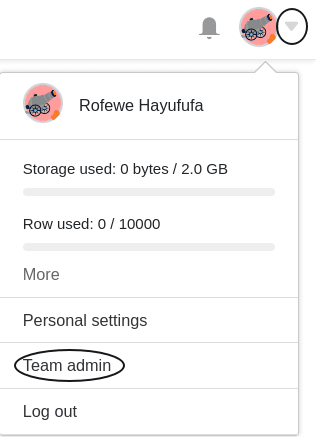 Rofewe Hayufufa
Storage used: 0 bytes / 2.0 GB
Row used: 0 / 10000
More
Personal settings
Team admin
Log out